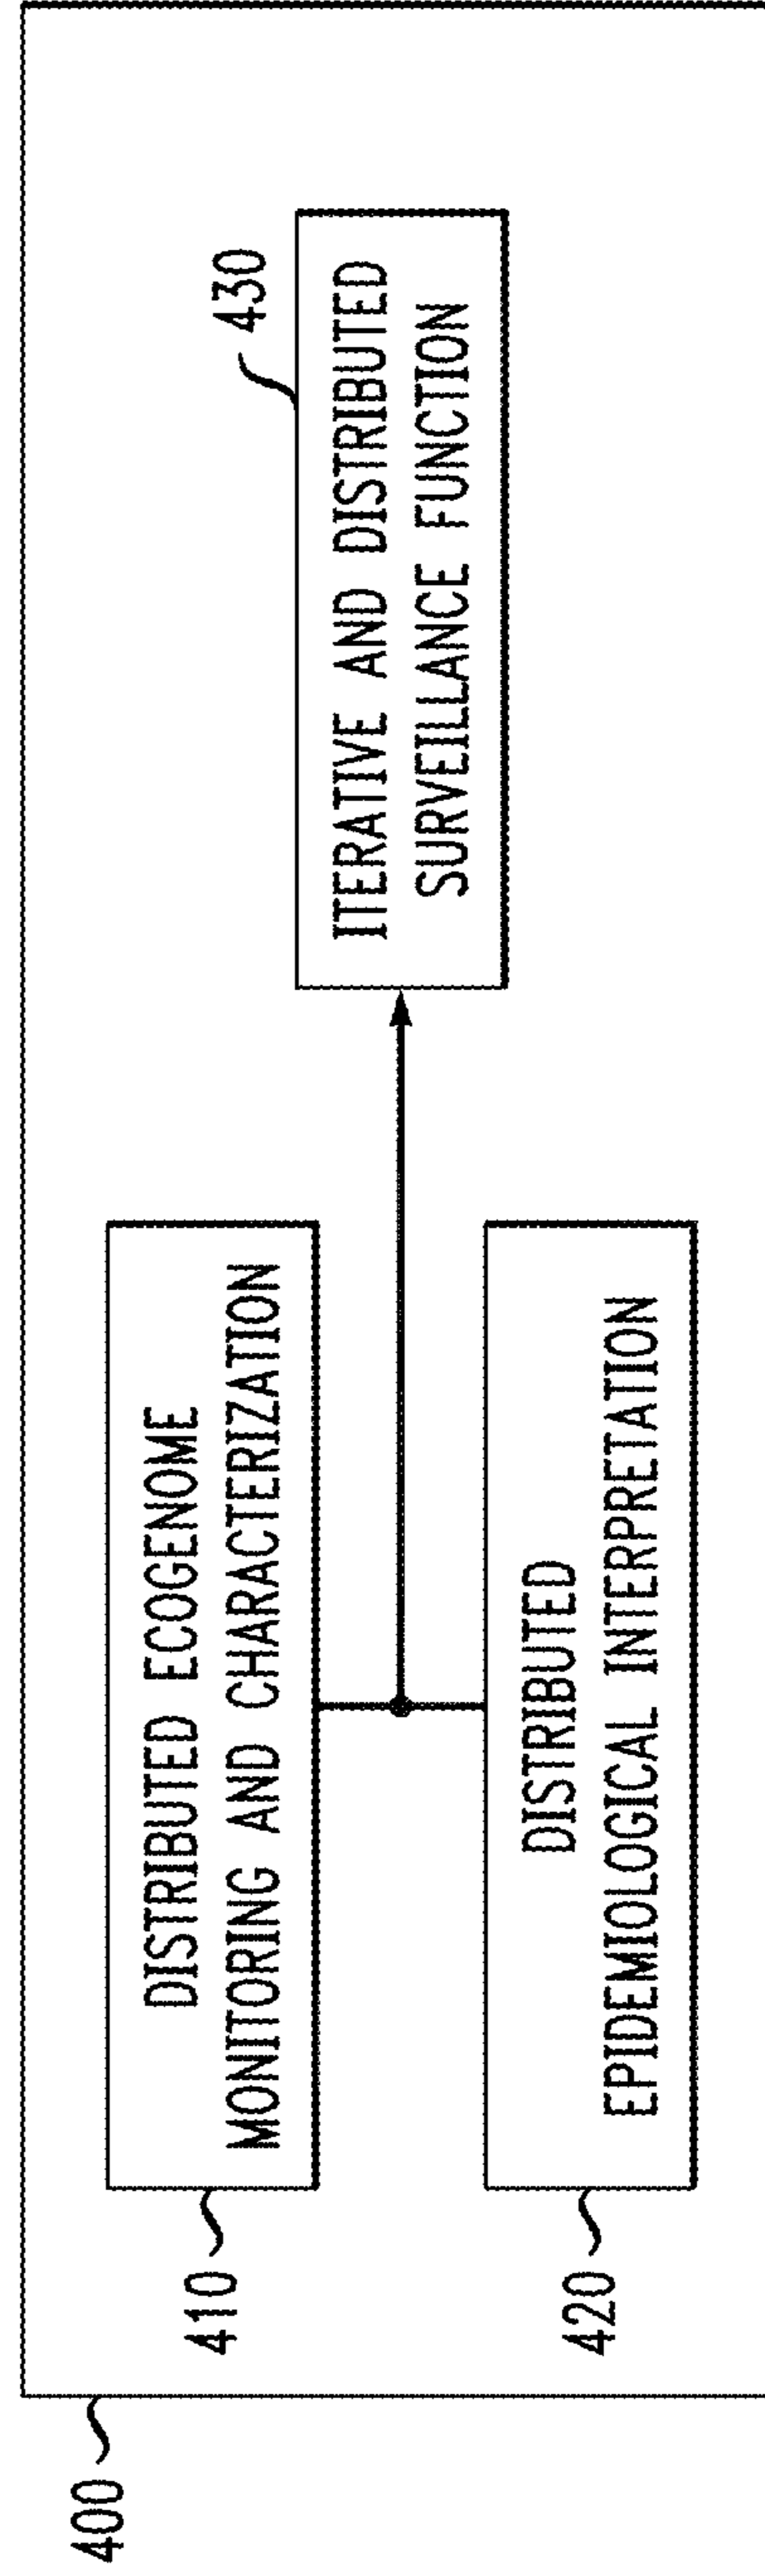 400
410
DISTRIBUTED ECOGENOME
MONITORING AND CHARACTERIZATION
420
DISTRIBUTED
EPIDEMIOLOGICAL INTERPRETATION
430
ITERATIVE AND DISTRIBUTED
SURVEILLANCE FUNCTION